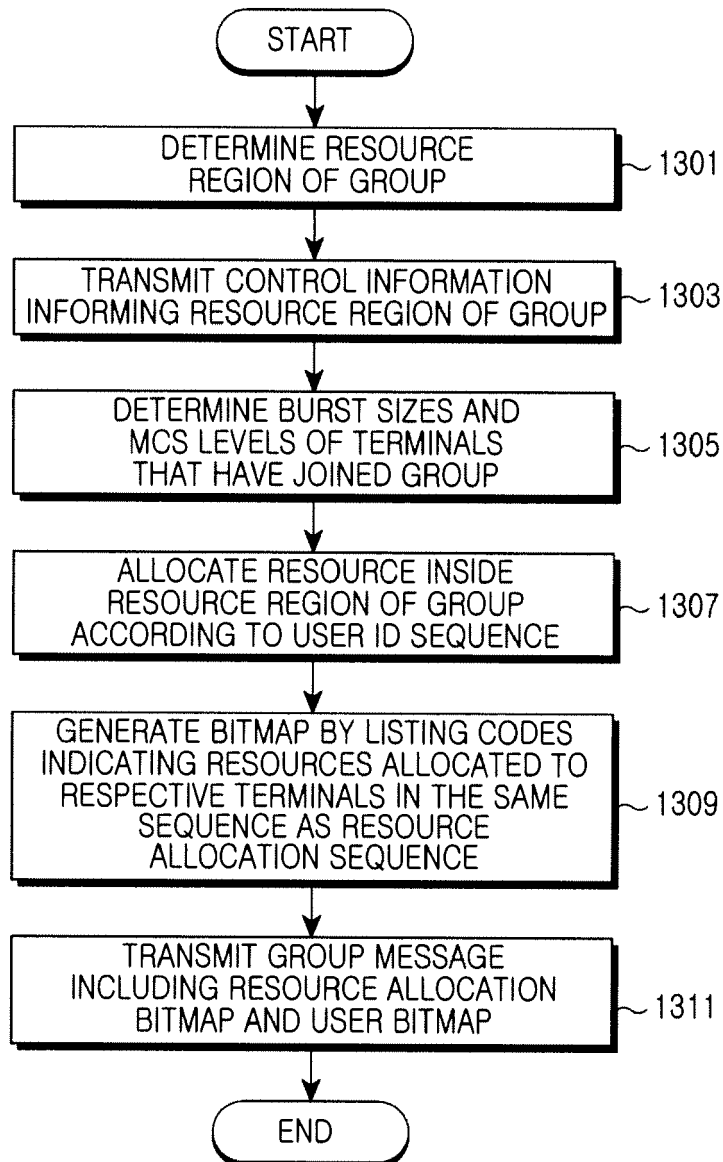 START
DETERMINE RESOURCE
REGION OF GROUP
1301
TRANSMIT CONTROL INFORMATION
INFORMING RESOURCE REGION OF GROUP
1303
DETERMINE BURST SIZES AND
MCS LEVELS OF TERMINALS
THAT HAVE JOINED GROUP
1305
ALLOCATE RESOURCE INSIDE
RESOURCE REGION OF GROUP
ACCORDING TO USER ID SEQUENCE
1307
GENERATE BITMAP BY LISTING CODES
INDICATING RESOURCES ALLOCATED TO
RESPECTIVE TERMINALS IN THE SAME
SEQUENCE AS RESOURCE
ALLOCATION SEQUENCE
1309
TRANSMIT GROUP MESSAGE
INCLUDING RESOURCE ALLOCATION
BITMAP AND USER BITMAP
1311
END